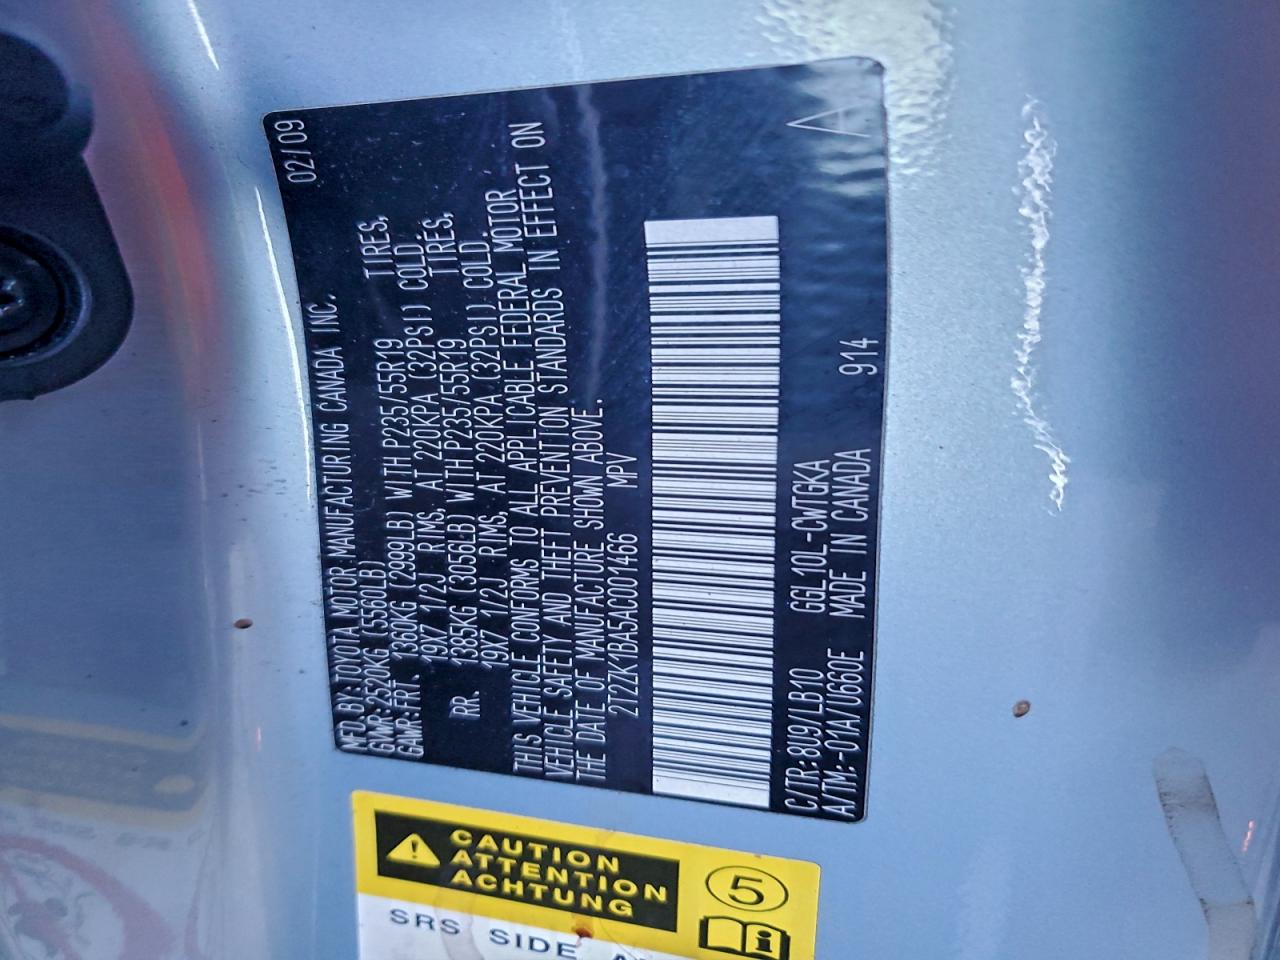 02/09
MFD. BY: TOYOTA MOTOR MANUFACTURING CANADA INC.
GVWR: 2520KG (5560LB)
GAWR: FRT. 1360KG (2999LB) WITH P235/55R19 TIRES,
19X7 1/2J RIMS, AT 220KPA (32PSI) COLD.
RR. 1385KG (3056LB) WITH P235/55R19 TIRES,
19X7 1/2J RIMS, AT 220KPA (32PSI) COLD.
THIS VEHICLE CONFORMS TO ALL APPLICABLE FEDERAL MOTOR
VEHICLE SAFETY AND THEFT PREVENTION STANDARDS IN EFFECT ON
THE DATE OF MANUFACTURE SHOWN ABOVE.
2T2ZK1BA5AC001466 MPV
C/TR: 8U9/LB10 GGL10L-CWTGKA
A/TM: -01A/U660E MADE IN CANADA 914
A
CAUTION
ATTENTION
ACHTUNG
5
SRS SIDE